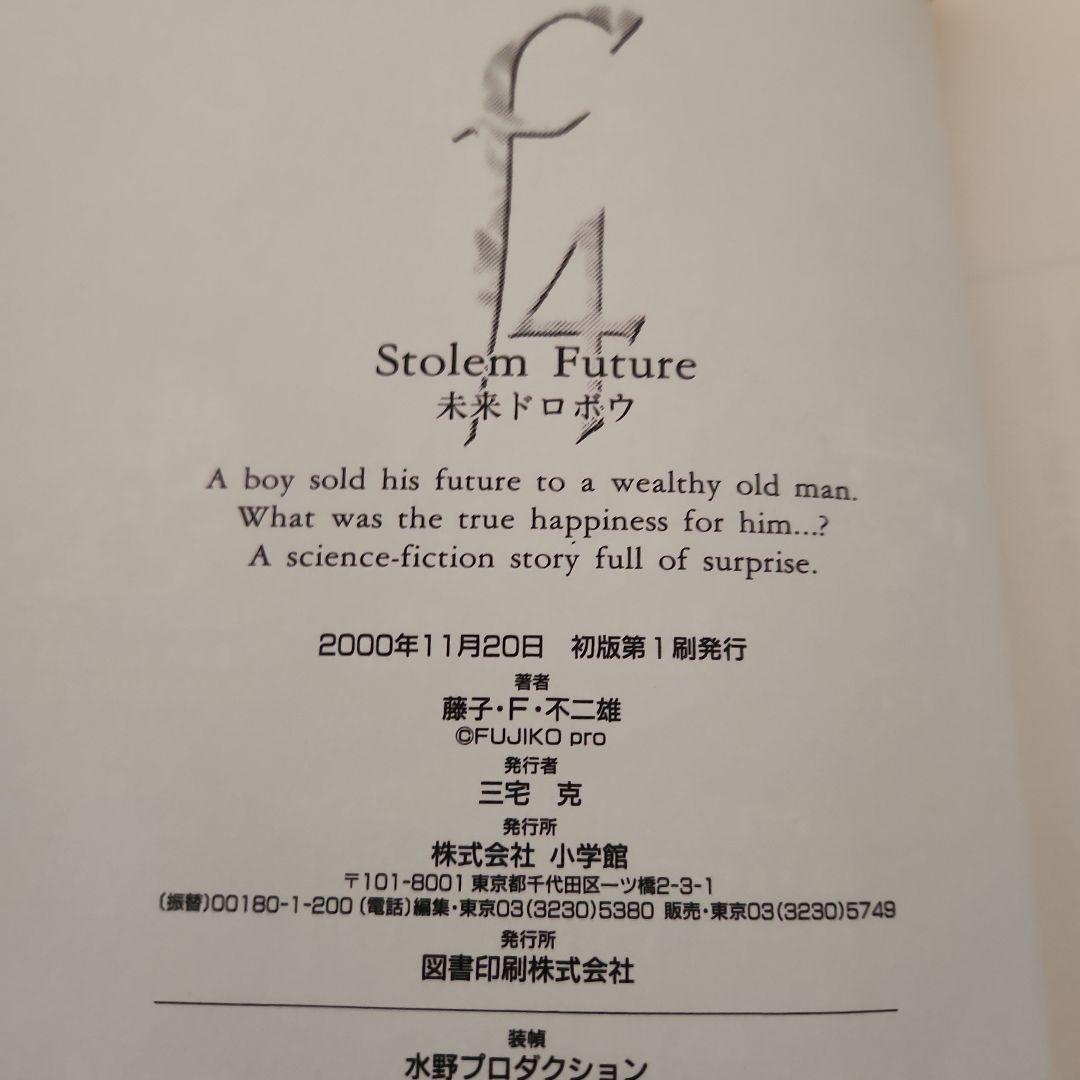 f4
Stolem Future
未来ドロボウ
A boy sold his future to a wealthy old man.
What was the true happiness for him...?
A science-fiction story full of surprise.
2000年11月20日 初版第1刷発行
著者
藤子・F・不二雄
©FUJIKO pro
発行者
三宅 克
発行所
株式会社 小学館
〒101-8001 東京都千代田区一ツ橋2-3-1
(振替)00180-1-200 (電話)編集・東京03(3230)5380 販売・東京03(3230)5749
発行所
図書印刷株式会社
装幀
水野プロダクション